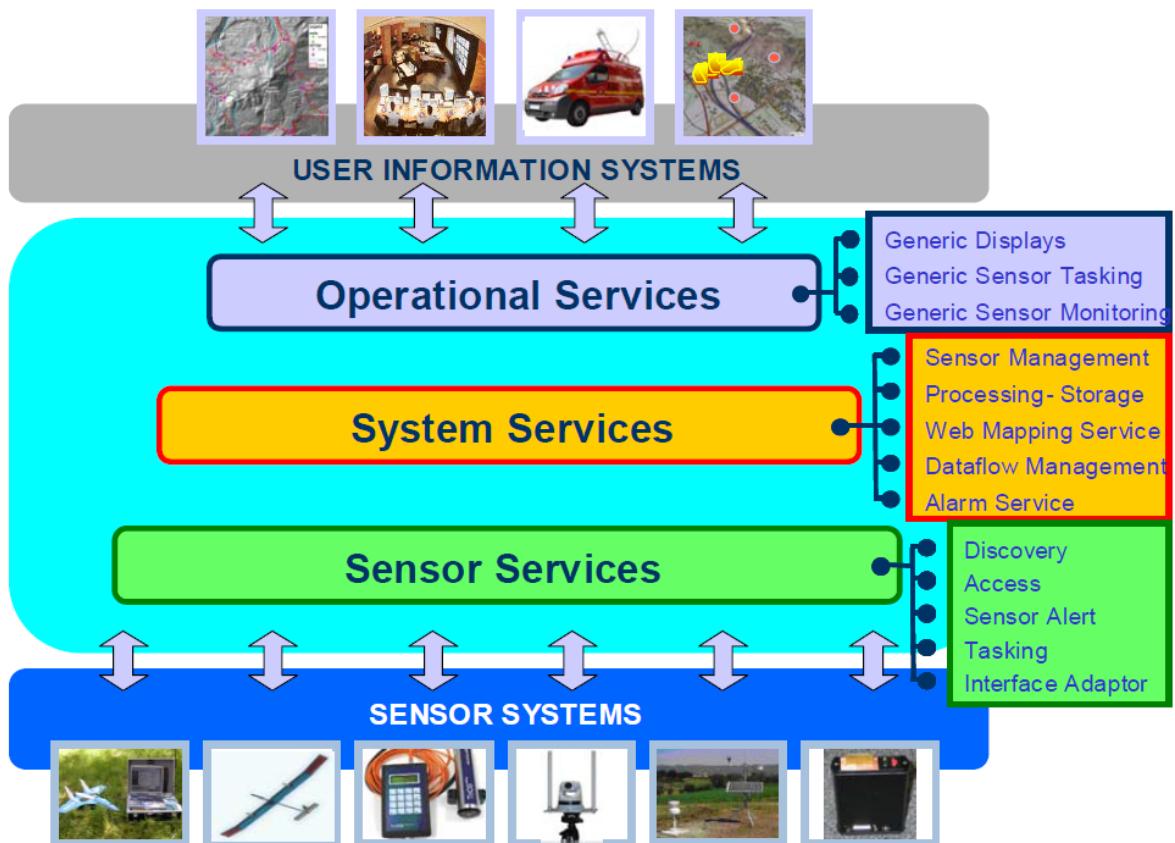 USER INFORMATION SYSTEMS
Operational Services
Generic Displays
Generic Sensor Tasking
Generic Sensor Monitoring
System Services
Sensor Management
Processing- Storage
Web Mapping Service
Dataflow Management
Alarm Service
Sensor Services
Discovery
Access
Sensor Alert
Tasking
Interface Adaptor
SENSOR SYSTEMS